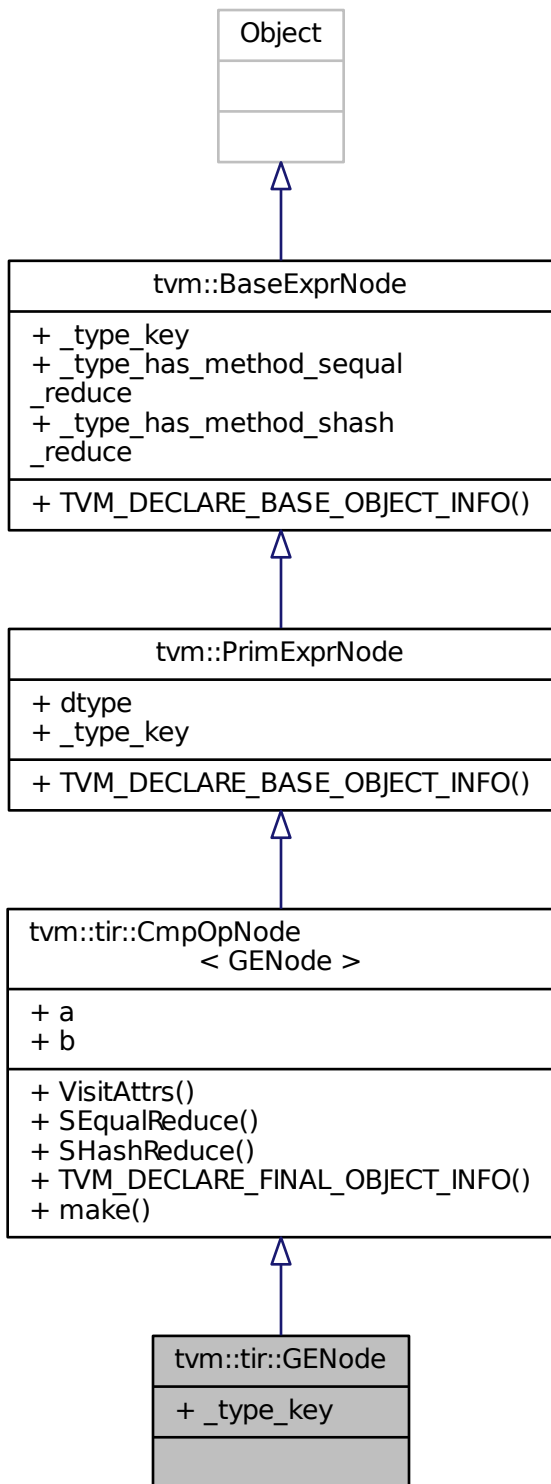 Object
tvm::BaseExprNode
+ _type_key
+ _type_has_method_sequal
_reduce
+ _type_has_method_shash
_reduce
+ TVM_DECLARE_BASE_OBJECT_INFO()
tvm::PrimExprNode
+ dtype
+ _type_key
+ TVM_DECLARE_BASE_OBJECT_INFO()
tvm::tir::CmpOpNode
< GENode >
+ a
+ b
+ VisitAttrs()
+ SEqualReduce()
+ SHashReduce()
+ TVM_DECLARE_FINAL_OBJECT_INFO()
+ make()
tvm::tir::GENode
+ _type_key